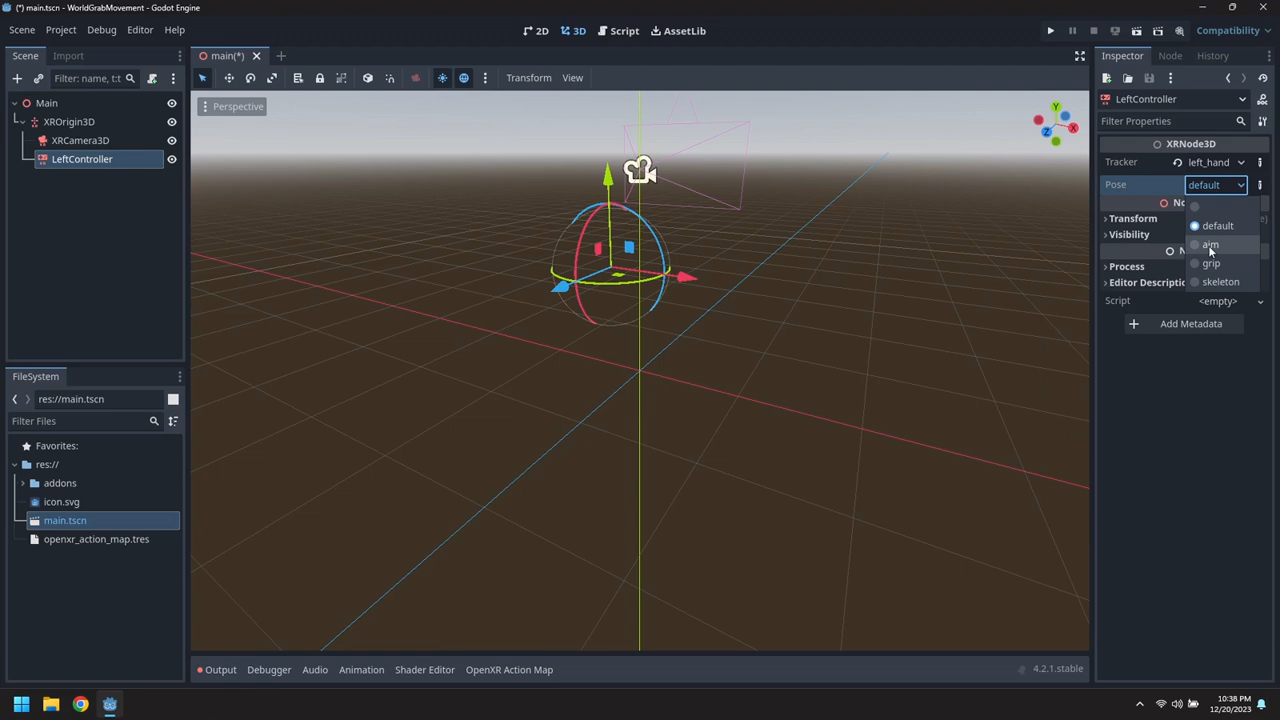 (*) main.tscn - WorldGrabMovement - Godot Engine
Scene Project Debug Editor Help
2D 3D Script AssetLib
Compatibility
Scene Import
main(*)
Inspector Node History
Filter: name, t:t
Transform View
LeftController
Filter Properties
Main
XROrigin3D
XRCamera3D
LeftController
Perspective
Y
X
Z
XRNode3D
Tracker left_hand
Pose default
default
aim
grip
skeleton
Transform
Visibility
Process
Editor Descriptio
Script <empty>
Add Metadata
FileSystem
res://main.tscn
Filter Files
Favorites:
res://
addons
icon.svg
main.tscn
openxr_action_map.tres
Output Debugger Audio Animation Shader Editor OpenXR Action Map
4.2.1.stable
10:38 PM
12/20/2023